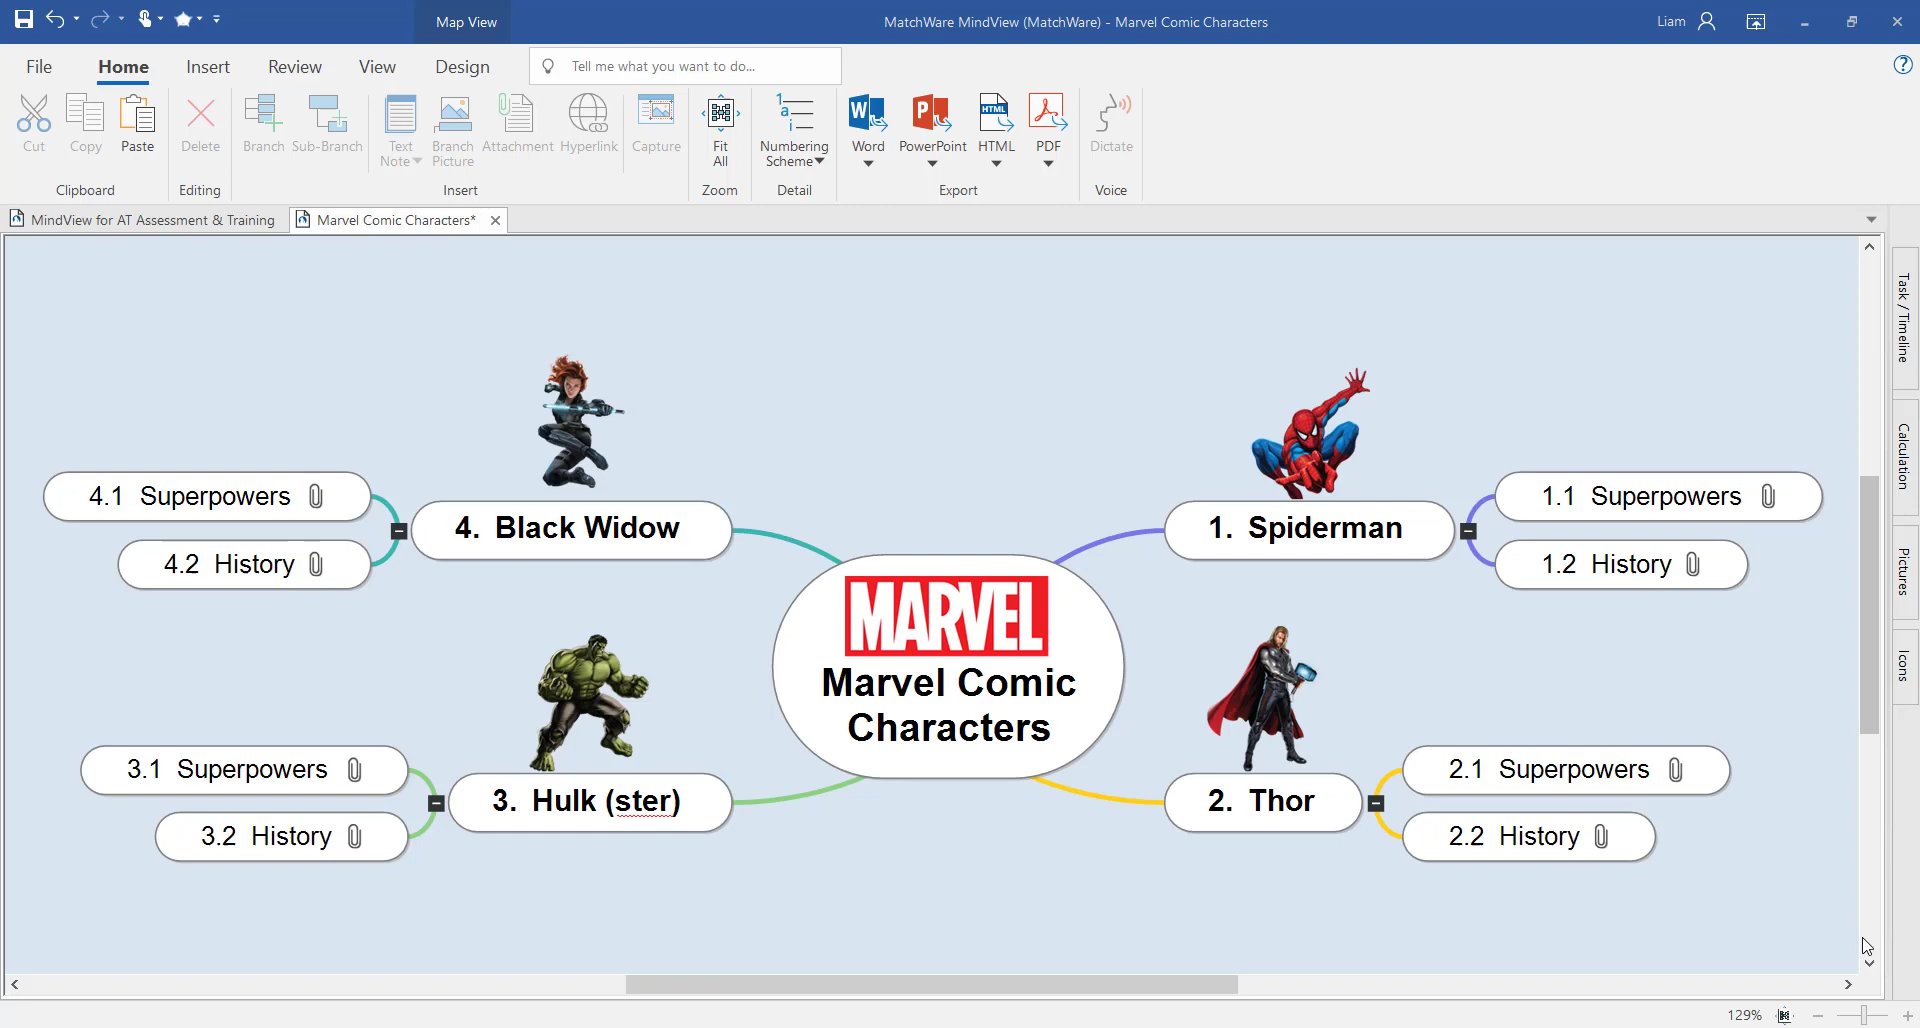 Map View
MatchWare MindView (MatchWare) - Marvel Comic Characters
Liam
File Home Insert Review View Design
Tell me what you want to do...
?
Cut Copy Paste
Clipboard
Delete
Editing
Branch Sub-Branch
Text Note
Branch Picture
Attachment Hyperlink Capture
Insert
Fit All
Zoom
1
a
i
Numbering Scheme
Detail
W
Word
P
PowerPoint
HTML
HTML
PDF
Export
Dictate
Voice
MindView for AT Assessment & Training
Marvel Comic Characters*
Task / Timeline
Calculation
Pictures
Icons
4.1 Superpowers
4.2 History
4. Black Widow
1. Spiderman
1.1 Superpowers
1.2 History
MARVEL
Marvel Comic
Characters
3.1 Superpowers
3.2 History
3. Hulk (ster)
2. Thor
2.1 Superpowers
2.2 History
129%